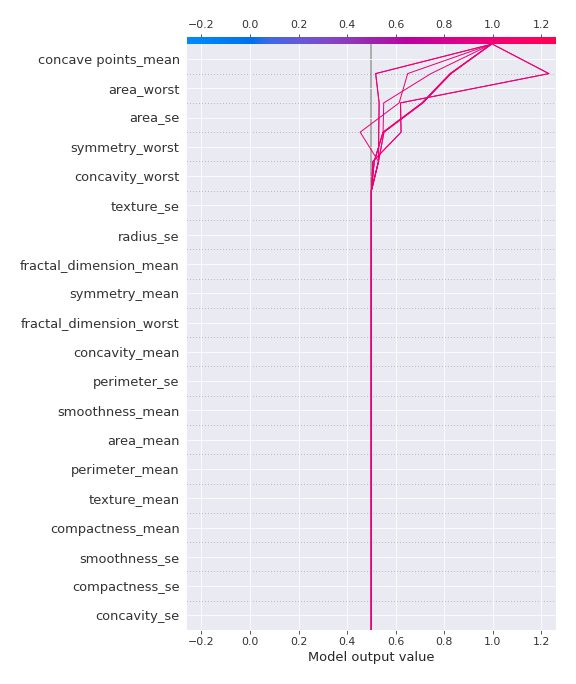 −0.2 0.0 0.2 0.4 0.6 0.8 1.0 1.2
concave points_mean
area_worst
area_se
symmetry_worst
concavity_worst
texture_se
radius_se
fractal_dimension_mean
symmetry_mean
fractal_dimension_worst
concavity_mean
perimeter_se
smoothness_mean
area_mean
perimeter_mean
texture_mean
compactness_mean
smoothness_se
compactness_se
concavity_se
−0.2 0.0 0.2 0.4 0.6 0.8 1.0 1.2
Model output value